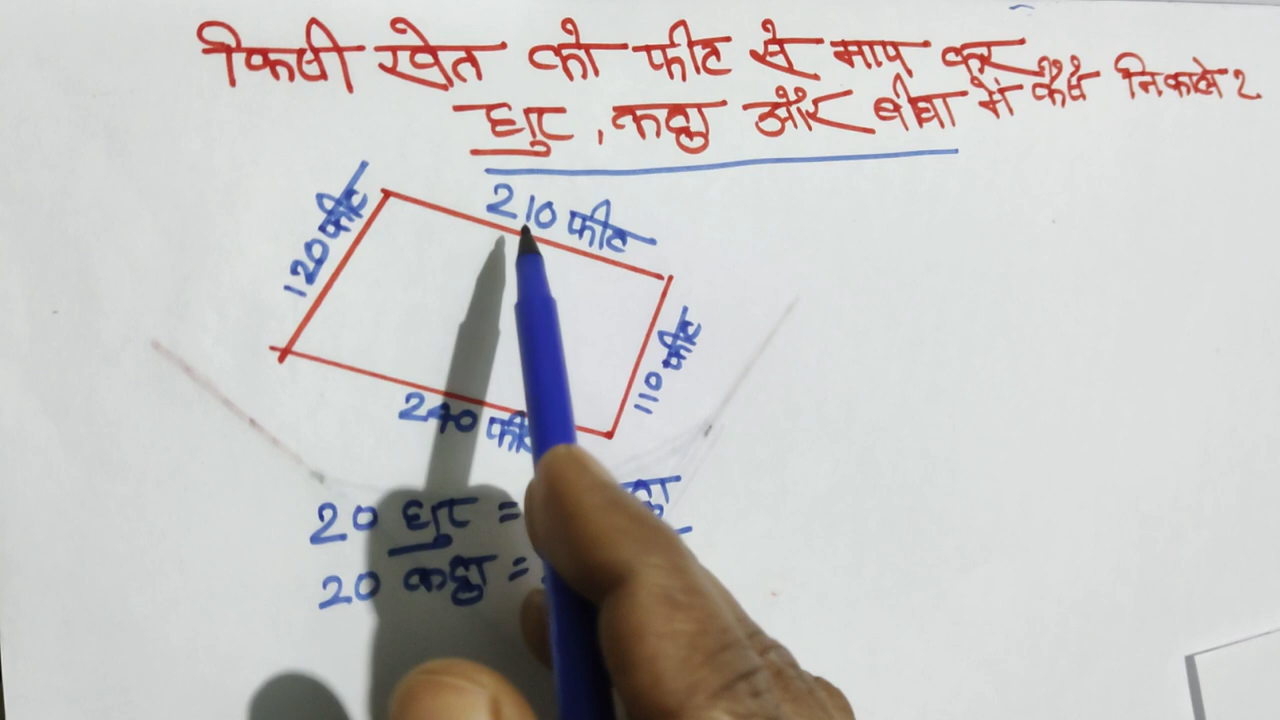 किसी खेत को फीट से माप कर
धुर, कट्ठा और बीघा में कैसे निकाले?
210 फीट
120 फीट
110 फीट
240
20 धुर =
20 कट्ठा =